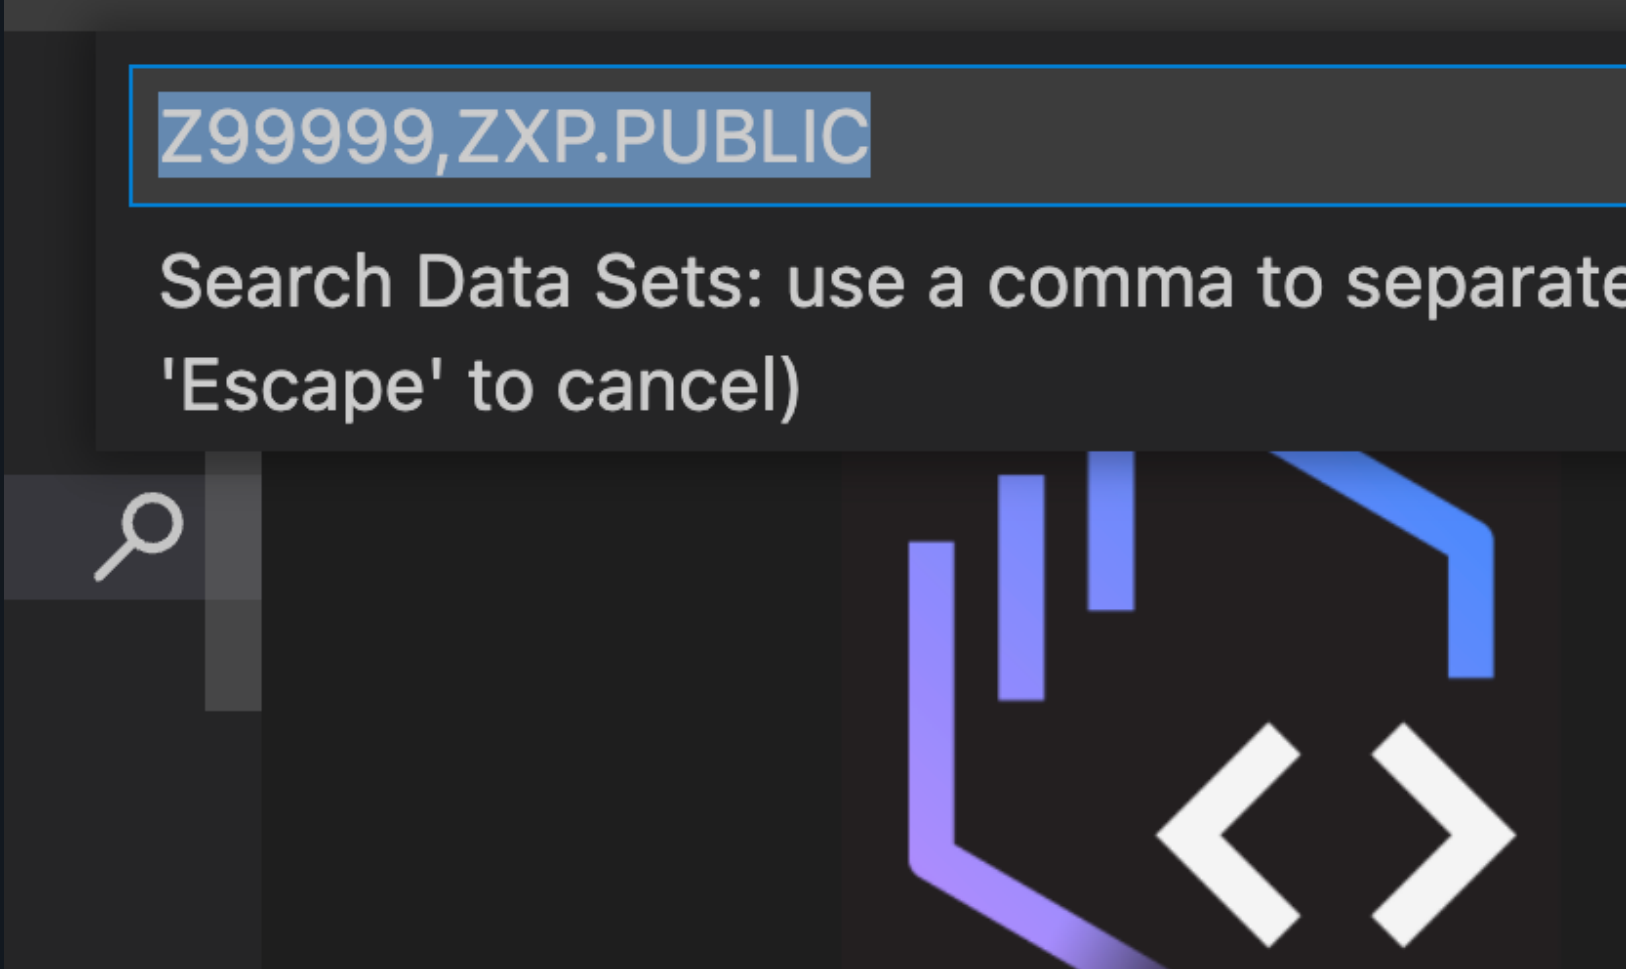 Z99999,ZXP.PUBLIC
Search Data Sets: use a comma to separate
'Escape' to cancel)